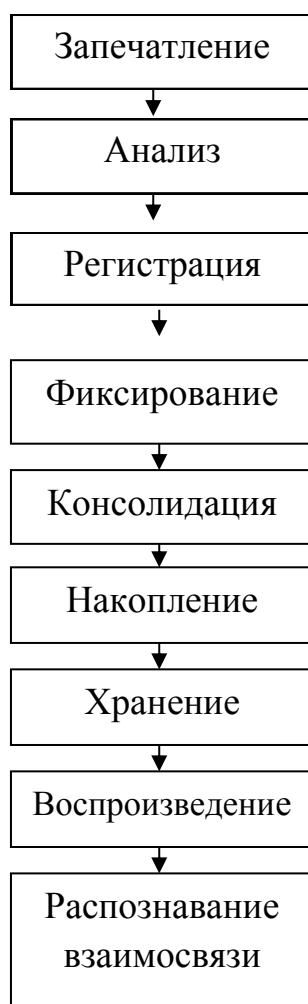 Запечатление
Анализ
Регистрация
Фиксирование
Консолидация
Накопление
Хранение
Воспроизведение
Распознавание
взаимосвязи